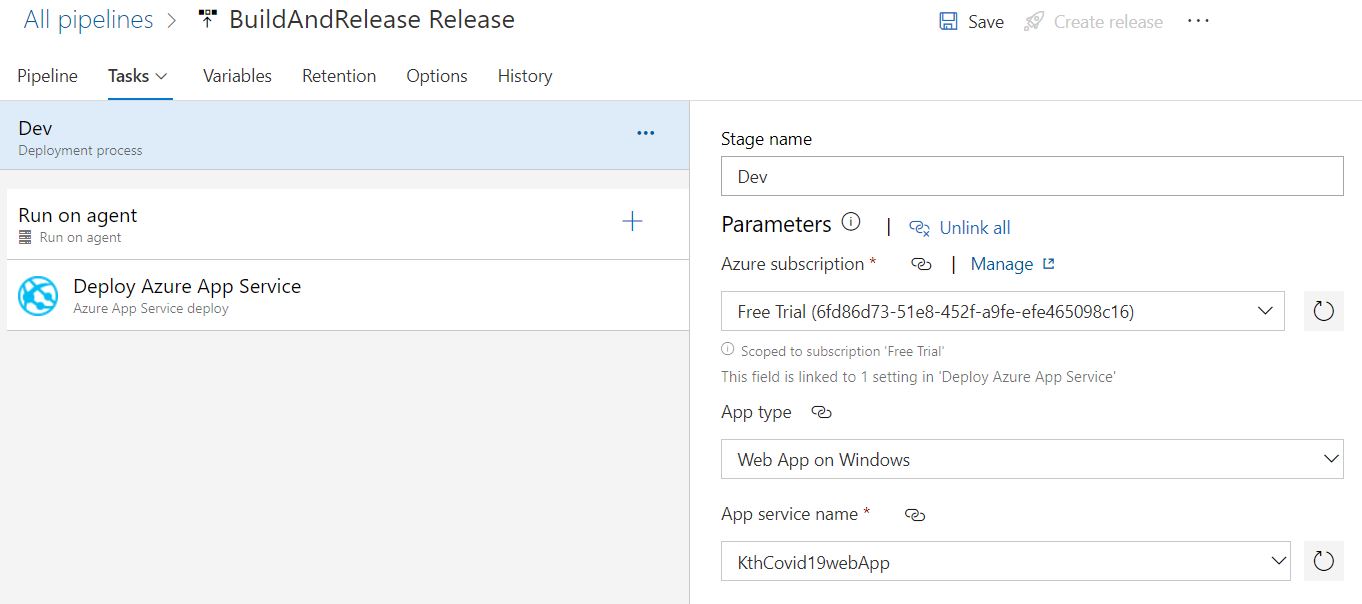 All pipelines > BuildAndRelease Release
Save Create release ...
Pipeline Tasks Variables Retention Options History
Dev
Deployment process
Run on agent
Run on agent
Deploy Azure App Service
Azure App Service deploy
Stage name
Dev
Parameters | Unlink all
Azure subscription * | Manage
Free Trial (6fd86d73-51e8-452f-a9fe-efe465098c16)
Scoped to subscription 'Free Trial'
This field is linked to 1 setting in 'Deploy Azure App Service'
App type
Web App on Windows
App service name *
KthCovid19webApp